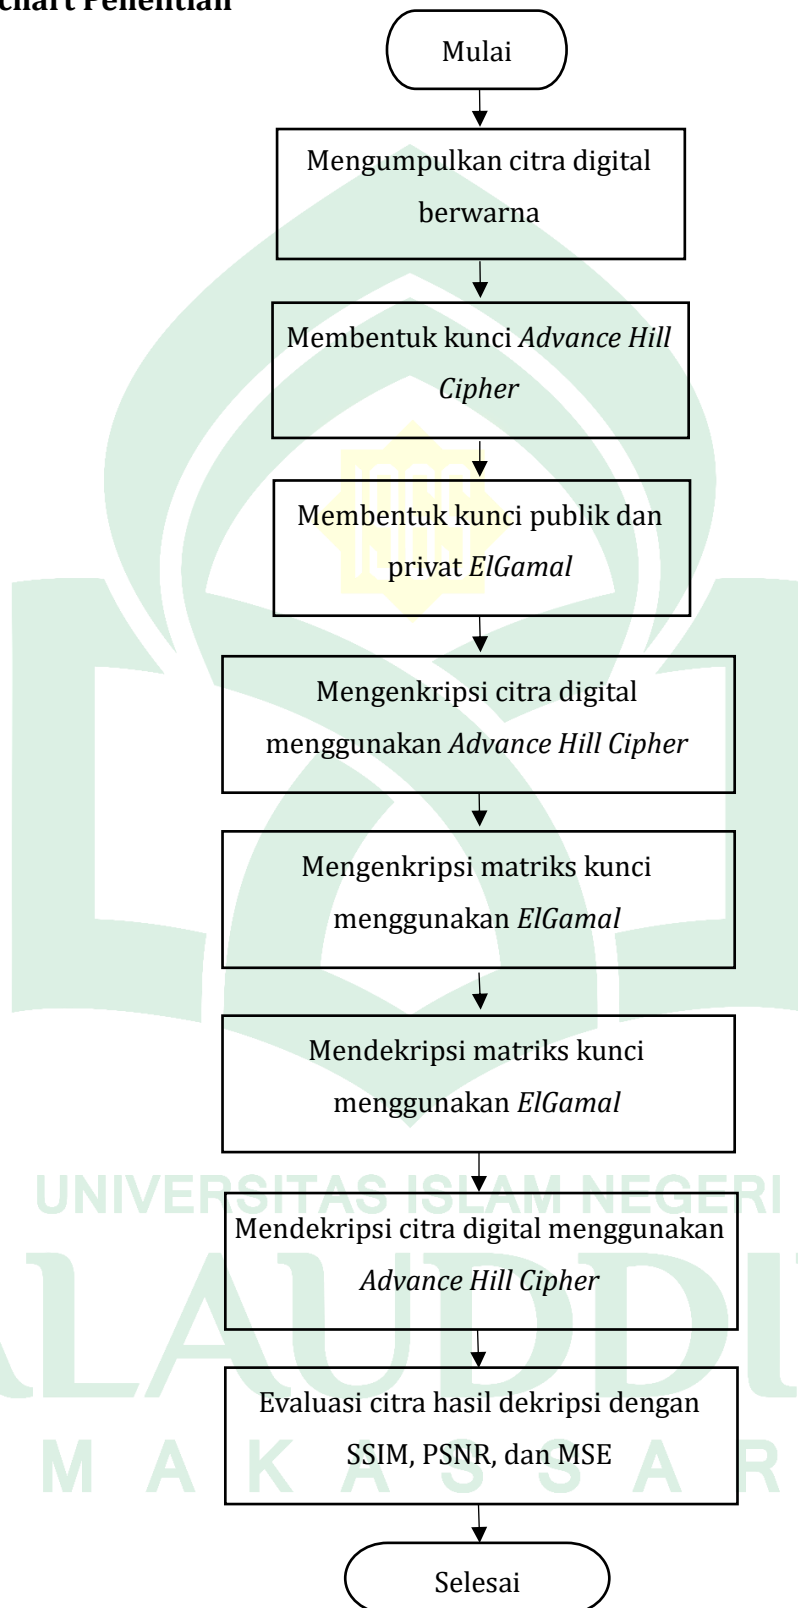 Mulai
Mengumpulkan citra digital
berwarna
Membentuk kunci Advance Hill
Cipher
Membentuk kunci publik dan
privat ElGamal
Mengenkripsi citra digital
menggunakan Advance Hill Cipher
Mengenkripsi matriks kunci
menggunakan ElGamal
Mendekripsi matriks kunci
menggunakan ElGamal
UNIVERSITAS ISLAM NEGERI
Mendekripsi citra digital menggunakan
Advance Hill Cipher
Evaluasi citra hasil dekripsi dengan
SSIM, PSNR, dan MSE
MAKASSAR
Selesai